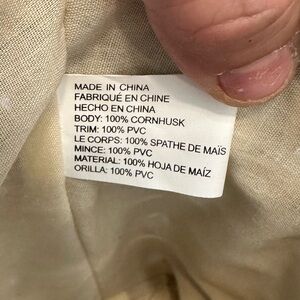 MADE IN CHINA
FABRIQUÉ EN CHINE
HECHO EN CHINA
BODY: 100% CORNHUSK
TRIM: 100% PVC
LE CORPS: 100% SPATHE DE MAÏS
MINCE: 100% PVC
MATERIAL: 100% HOJA DE MAÍZ
ORILLA: 100% PVC